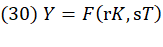 (30) Y = F(rK, sT)